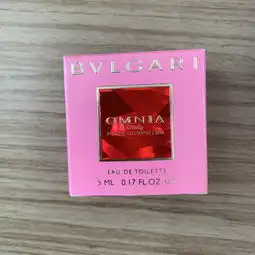 BVLGARI
OMNIA
EAU DE TOILETTE
5 ML 0.17 FL.OZ